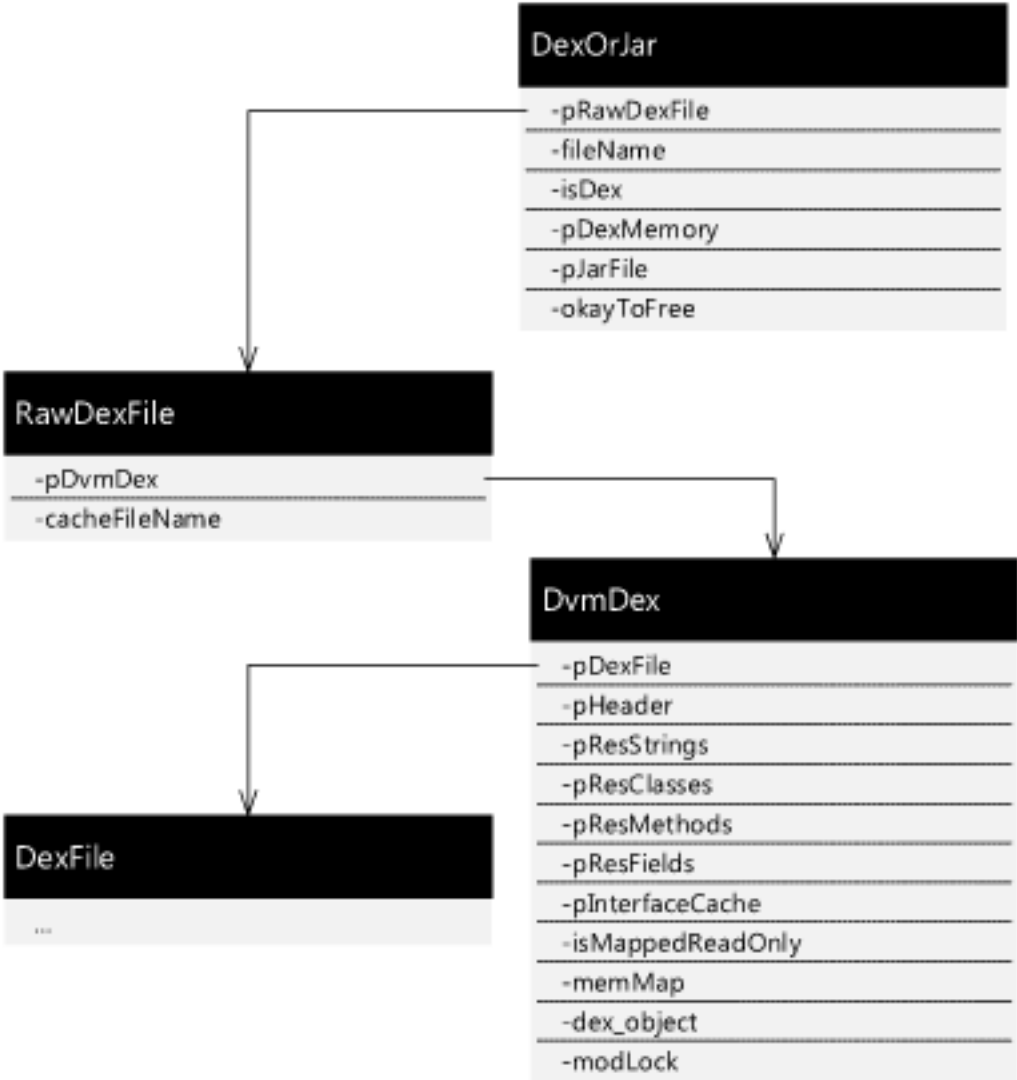 DexOrJar
-pRawDexFile
-fileName
-isDex
-pDexMemory
-pJarFile
-okayToFree
RawDexFile
-pDvmDex
-cacheFileName
DvmDex
-pDexFile
-pHeader
-pResStrings
-pResClasses
-pResMethods
-pResFields
-pInterfaceCache
-isMappedReadOnly
-memMap
-dex_object
-modLock
DexFile
...